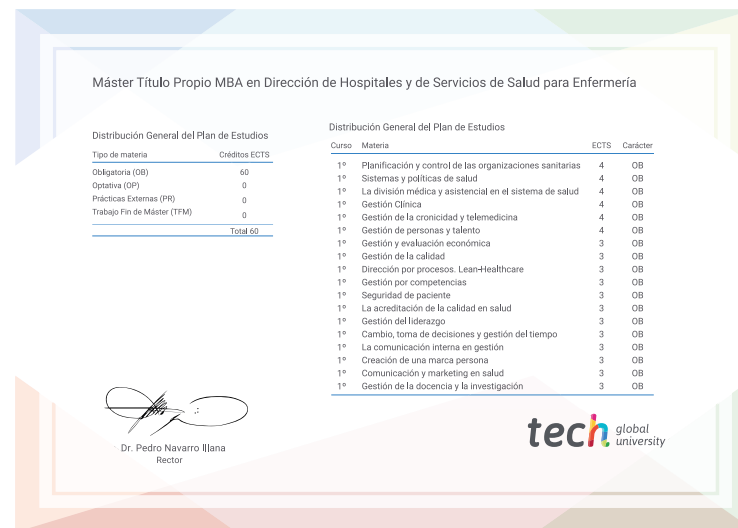 Máster Título Propio MBA en Dirección de Hospitales y de Servicios de Salud para Enfermería
Distribución General del Plan de Estudios
Tipo de materia Créditos ECTS
Obligatoria (OB) 60
Optativa (OP) 0
Prácticas Externas (PR) 0
Trabajo Fin de Máster (TFM) 0
Total 60
Distribución General del Plan de Estudios
Curso Materia ECTS Carácter
1º Planificación y control de las organizaciones sanitarias 4 OB
1º Sistemas y políticas de salud 4 OB
1º La división médica y asistencial en el sistema de salud 4 OB
1º Gestión Clínica 4 OB
1º Gestión de la cronicidad y telemedicina 4 OB
1º Gestión de personas y talento 4 OB
1º Gestión y evaluación económica 3 OB
1º Gestión de la calidad 3 OB
1º Dirección por procesos. Lean-Healthcare 3 OB
1º Gestión por competencias 3 OB
1º Seguridad de paciente 3 OB
1º La acreditación de la calidad en salud 3 OB
1º Gestión del liderazgo 3 OB
1º Cambio, toma de decisiones y gestión del tiempo 3 OB
1º La comunicación interna en gestión 3 OB
1º Creación de una marca persona 3 OB
1º Comunicación y marketing en salud 3 OB
1º Gestión de la docencia y la investigación 3 OB
Dr. Pedro Navarro Illana
Rector
tech global
university